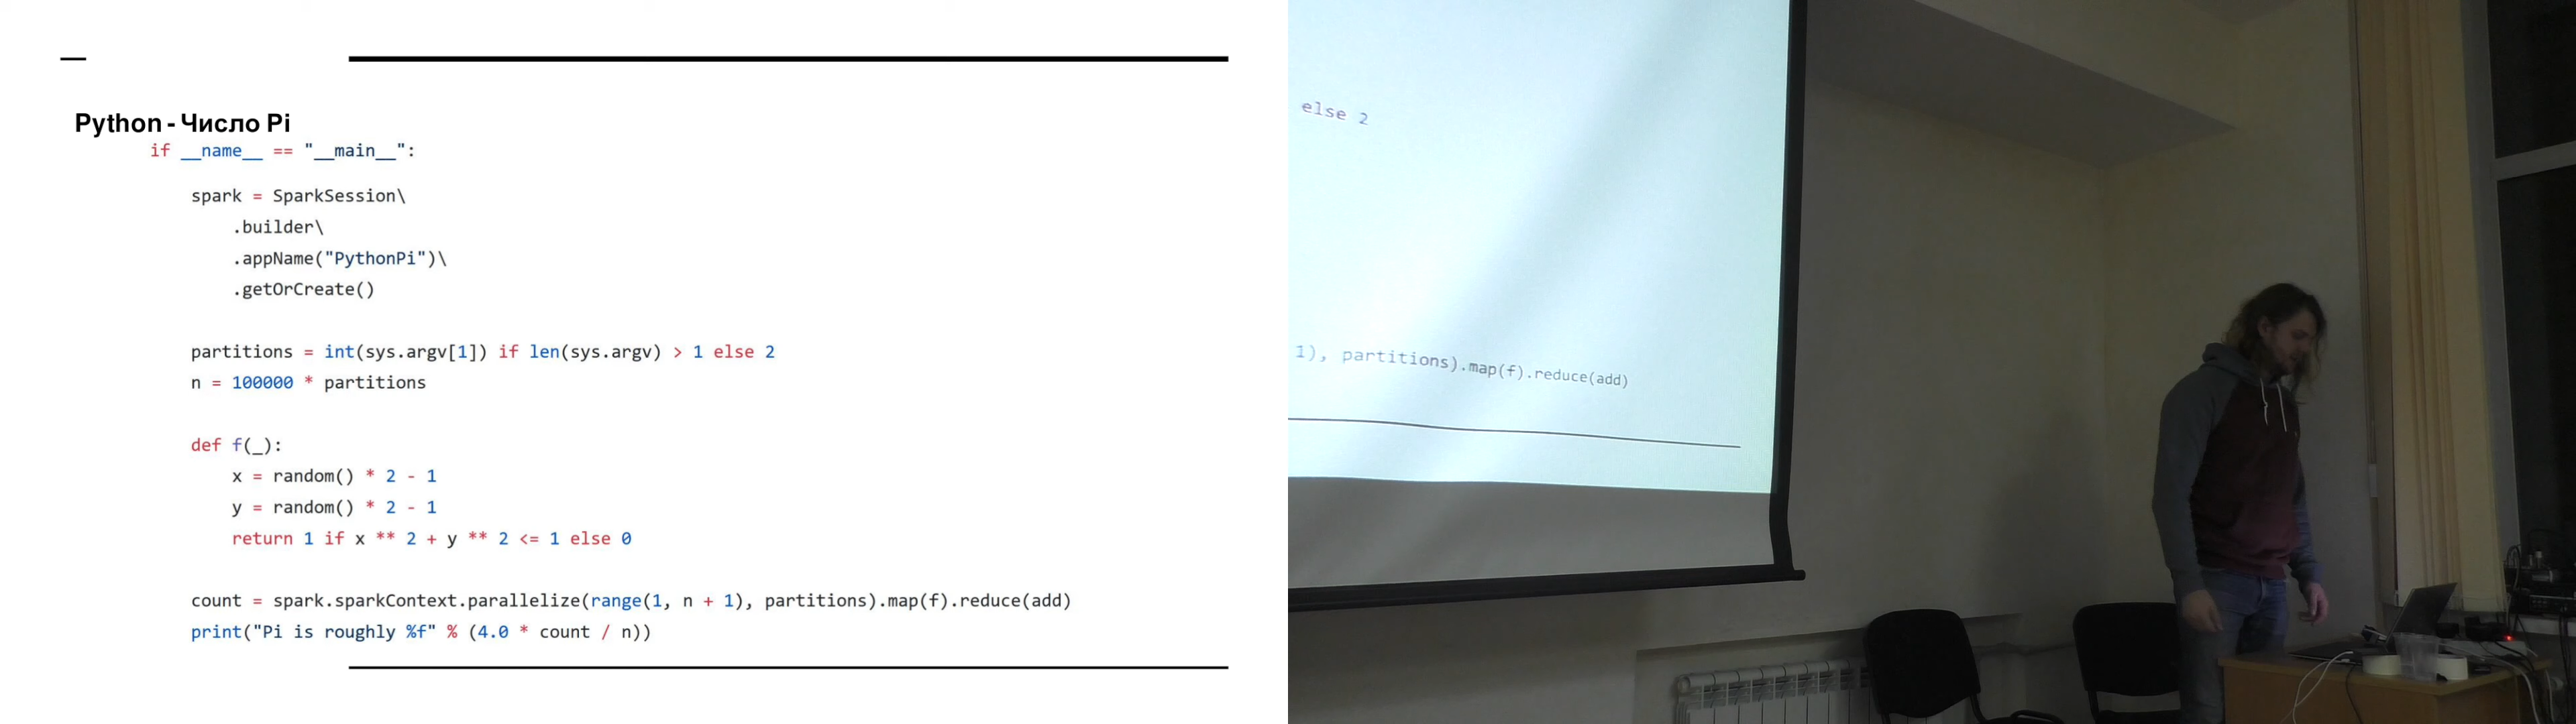 Python - Число Pi
if __name__ == "__main__":
spark = SparkSession\
.builder\
.appName("PythonPi")\
.getOrCreate()
partitions = int(sys.argv[1]) if len(sys.argv) > 1 else 2
n = 100000 * partitions
def f(_):
x = random() * 2 - 1
y = random() * 2 - 1
return 1 if x ** 2 + y ** 2 <= 1 else 0
count = spark.sparkContext.parallelize(range(1, n + 1), partitions).map(f).reduce(add)
print("Pi is roughly %f" % (4.0 * count / n))
else 2
1), partitions).map(f).reduce(add)